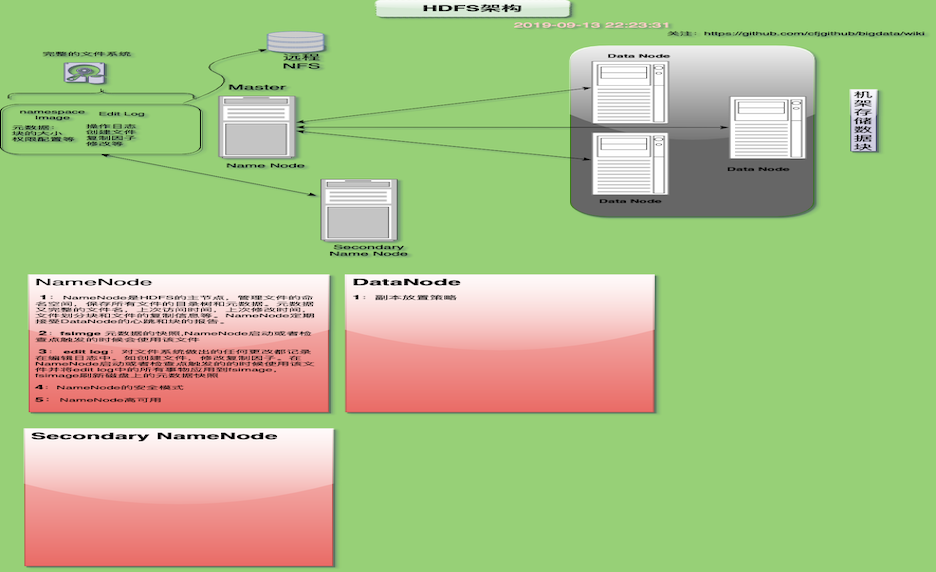 HDFS架构
2019-09-13 22:23:31
关注：https://github.com/cfjgithub/bigdata/wiki
完整的文件系统
远程
NFS
namespace
Image
Edit Log
元数据：
块的大小
权限配置等
操作日志
创建文件
复制因子
修改等
Master
Name Node
Secondary
Name Node
Data Node
Data Node
Data Node
机架存储数据块
NameNode
1： NameNode是HDFS的主节点，管理文件的命
名空间，保存所有文件的目录树和元数据。元数据
又完整的文件名，上次访问时间，上次修改时间，
文件划分块和文件的复制信息等。NameNode定期
接受DataNode的心跳和块的报告。
2： fsimge 元数据的快照,NameNode启动或者检
查点触发的时候会使用该文件
3： edit log：对文件系统做出的任何更改都记录
在编辑日志中。如创建文件，修改复制因子。在
NameNode启动或者检查点触发的的时候使用该文
件并将edit log中的所有事物应用到fsimage,
fsimage刷新磁盘上的元数据快照
4： NameNode的安全模式
5： NameNode高可用
DataNode
1： 副本放置策略
Secondary NameNode